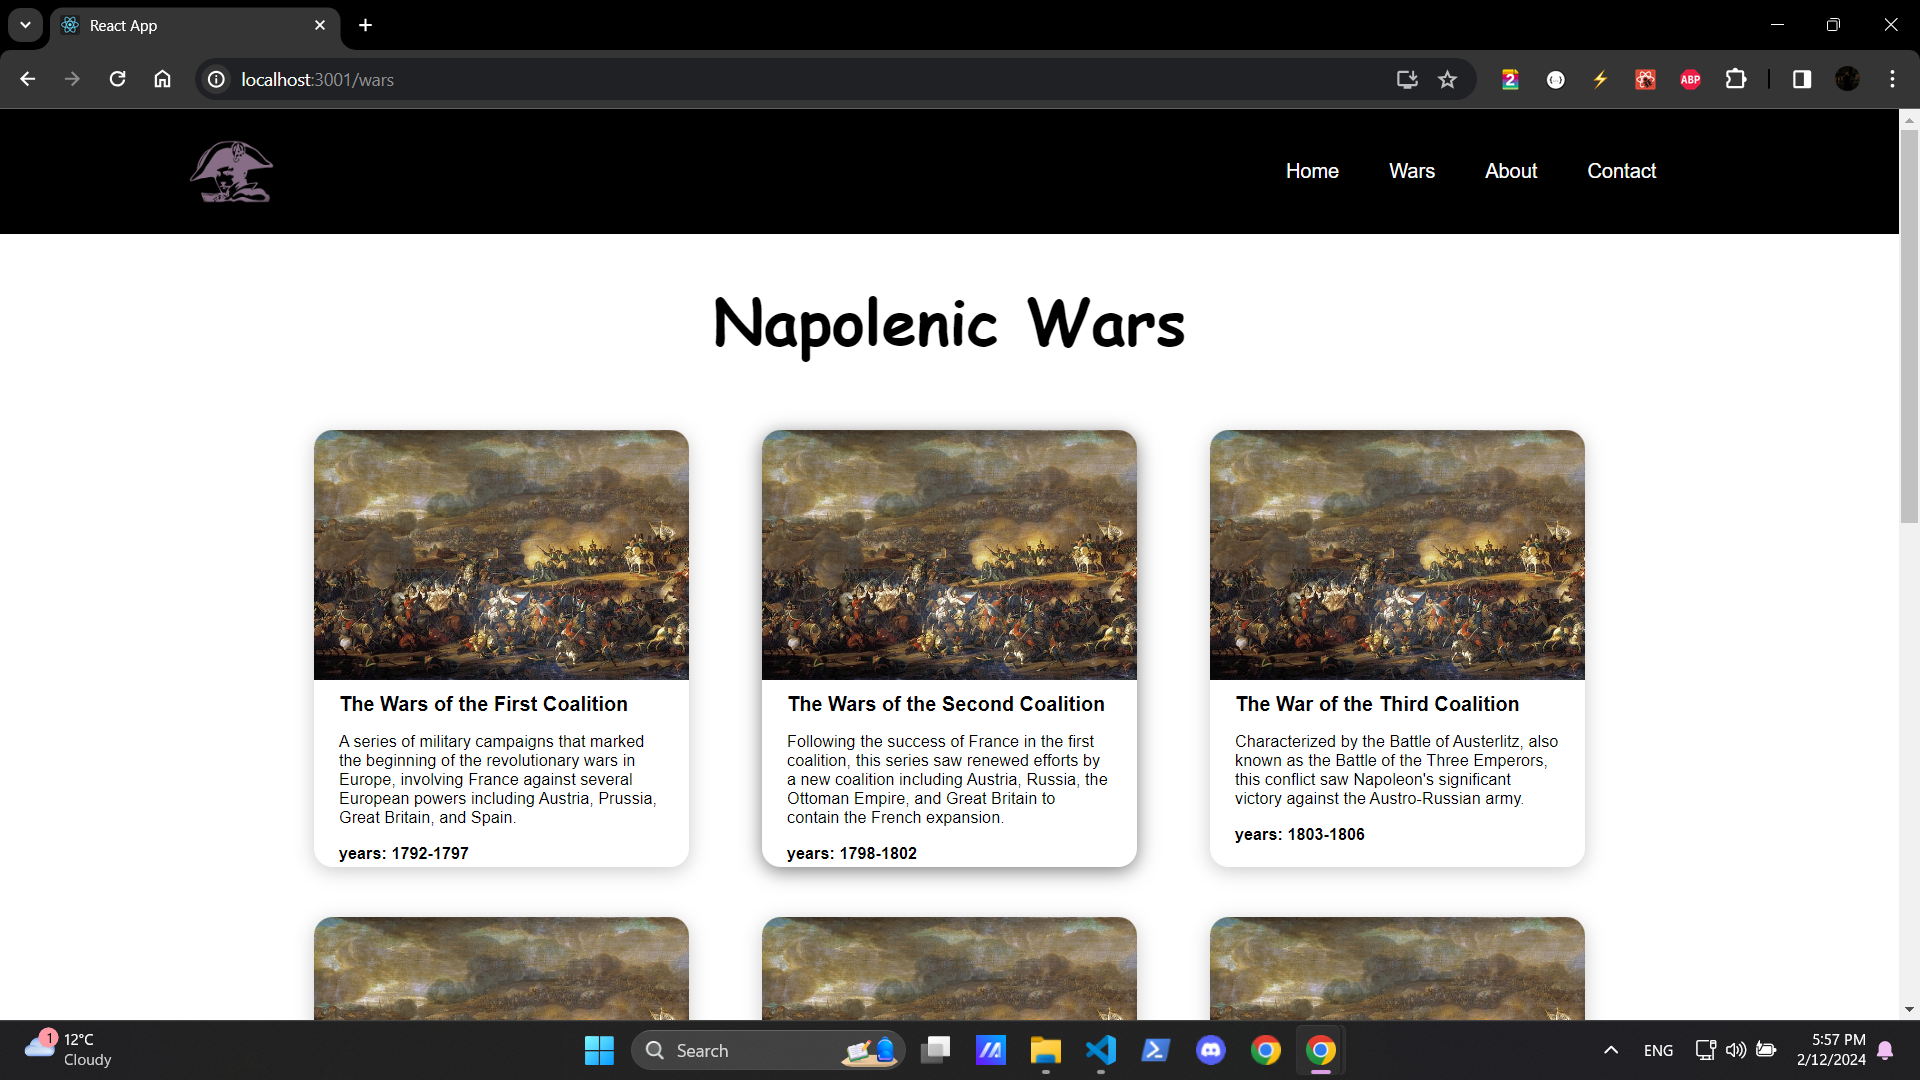 React App
localhost:3001/wars
2
ABP
Home Wars About Contact
Napolenic Wars
The Wars of the First Coalition
A series of military campaigns that marked
the beginning of the revolutionary wars in
Europe, involving France against several
European powers including Austria, Prussia,
Great Britain, and Spain.
years: 1792-1797
The Wars of the Second Coalition
Following the success of France in the first
coalition, this series saw renewed efforts by
a new coalition including Austria, Russia, the
Ottoman Empire, and Great Britain to
contain the French expansion.
years: 1798-1802
The War of the Third Coalition
Characterized by the Battle of Austerlitz, also
known as the Battle of the Three Emperors,
this conflict saw Napoleon's significant
victory against the Austro-Russian army.
years: 1803-1806
1
12°C
Cloudy
Search
ENG
5:57 PM
2/12/2024